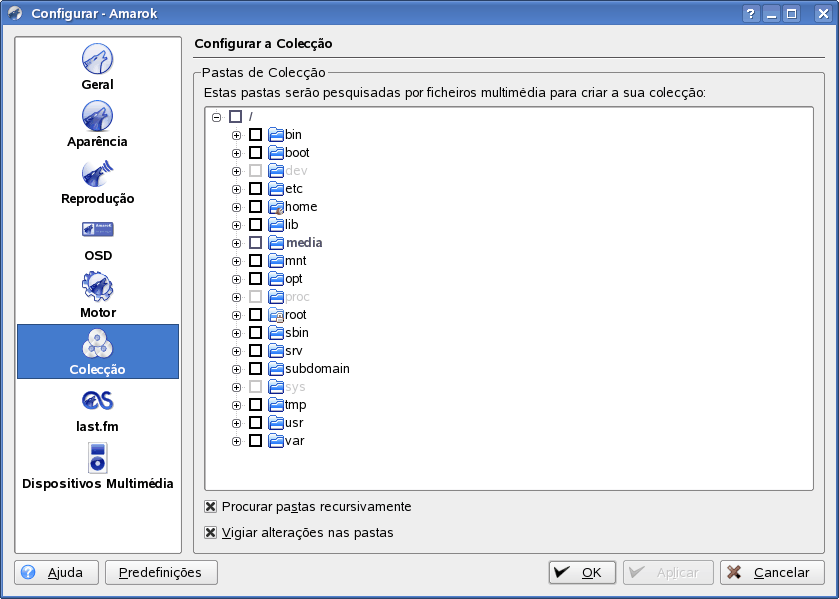 Configurar - Amarok
Geral
Aparência
Reprodução
OSD
Motor
Colecção
last.fm
Dispositivos Multimédia
Configurar a Colecção
Pastas de Colecção
Estas pastas serão pesquisadas por ficheiros multimédia para criar a sua colecção:
/
bin
boot
dev
etc
home
lib
media
mnt
opt
proc
root
sbin
srv
subdomain
sys
tmp
usr
var
Procurar pastas recursivamente
Vigiar alterações nas pastas
Ajuda
Predefinições
OK
Aplicar
Cancelar